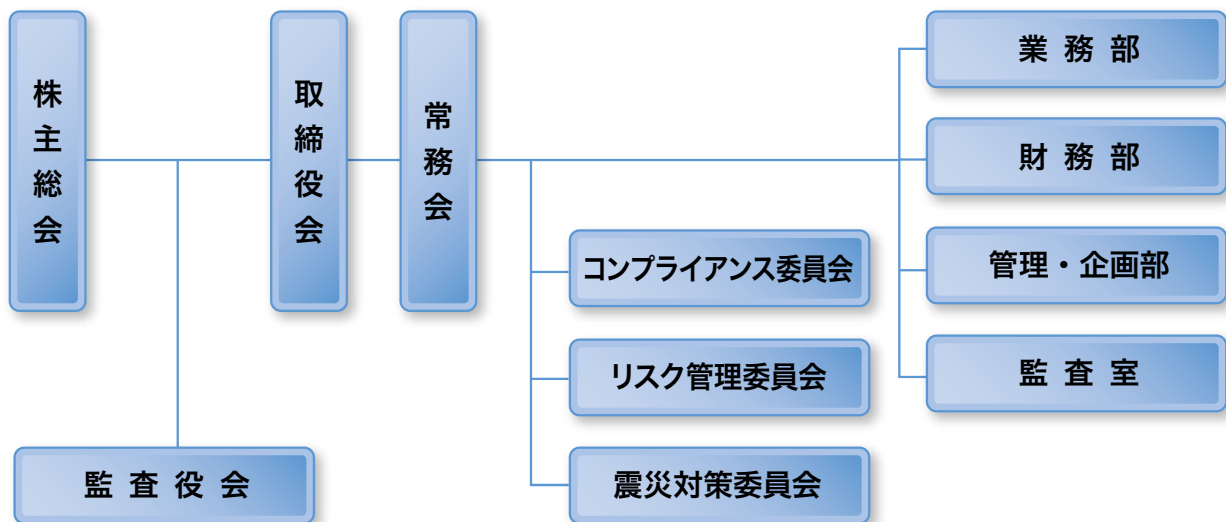 株主総会
取締役会
常務会
監査役会
コンプライアンス委員会
リスク管理委員会
震災対策委員会
業務部
財務部
管理・企画部
監査室